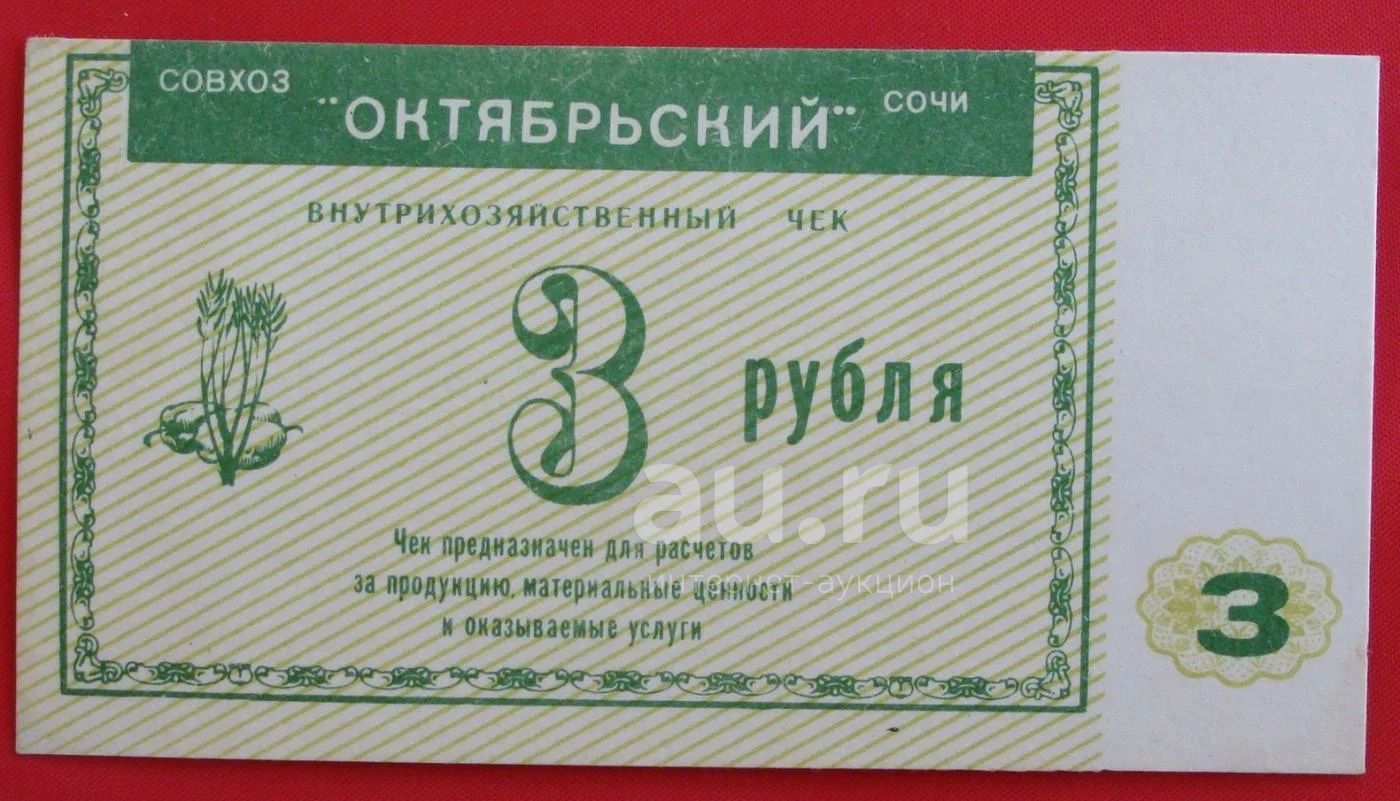 СОВХОЗ "ОКТЯБРЬСКИЙ" СОЧИ
ВНУТРИХОЗЯЙСТВЕННЫЙ ЧЕК
3 рубля
Чек предназначен для расчетов
за продукцию, материальные ценности
и оказываемые услуги
3
au.ru
интернет-аукцион